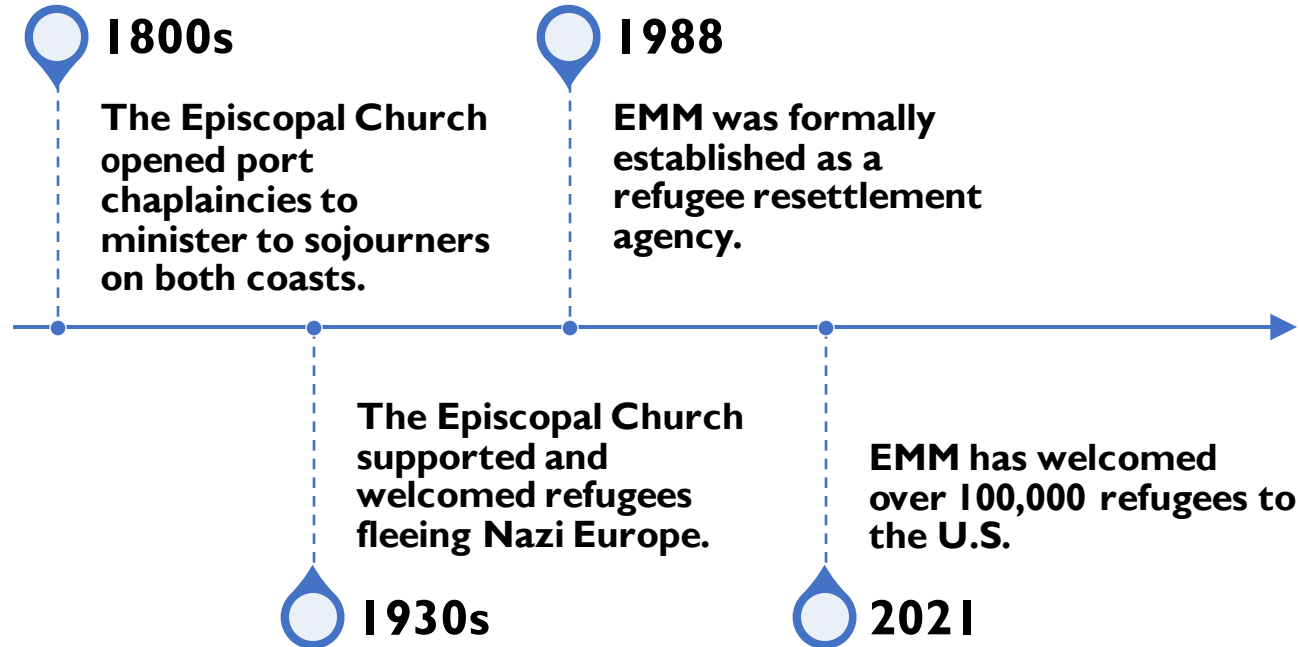 1800s
The Episcopal Church
opened port
chaplaincies to
minister to sojourners
on both coasts.
1988
EMM was formally
established as a
refugee resettlement
agency.
The Episcopal Church
supported and
welcomed refugees
fleeing Nazi Europe.
1930s
EMM has welcomed
over 100,000 refugees to
the U.S.
2021